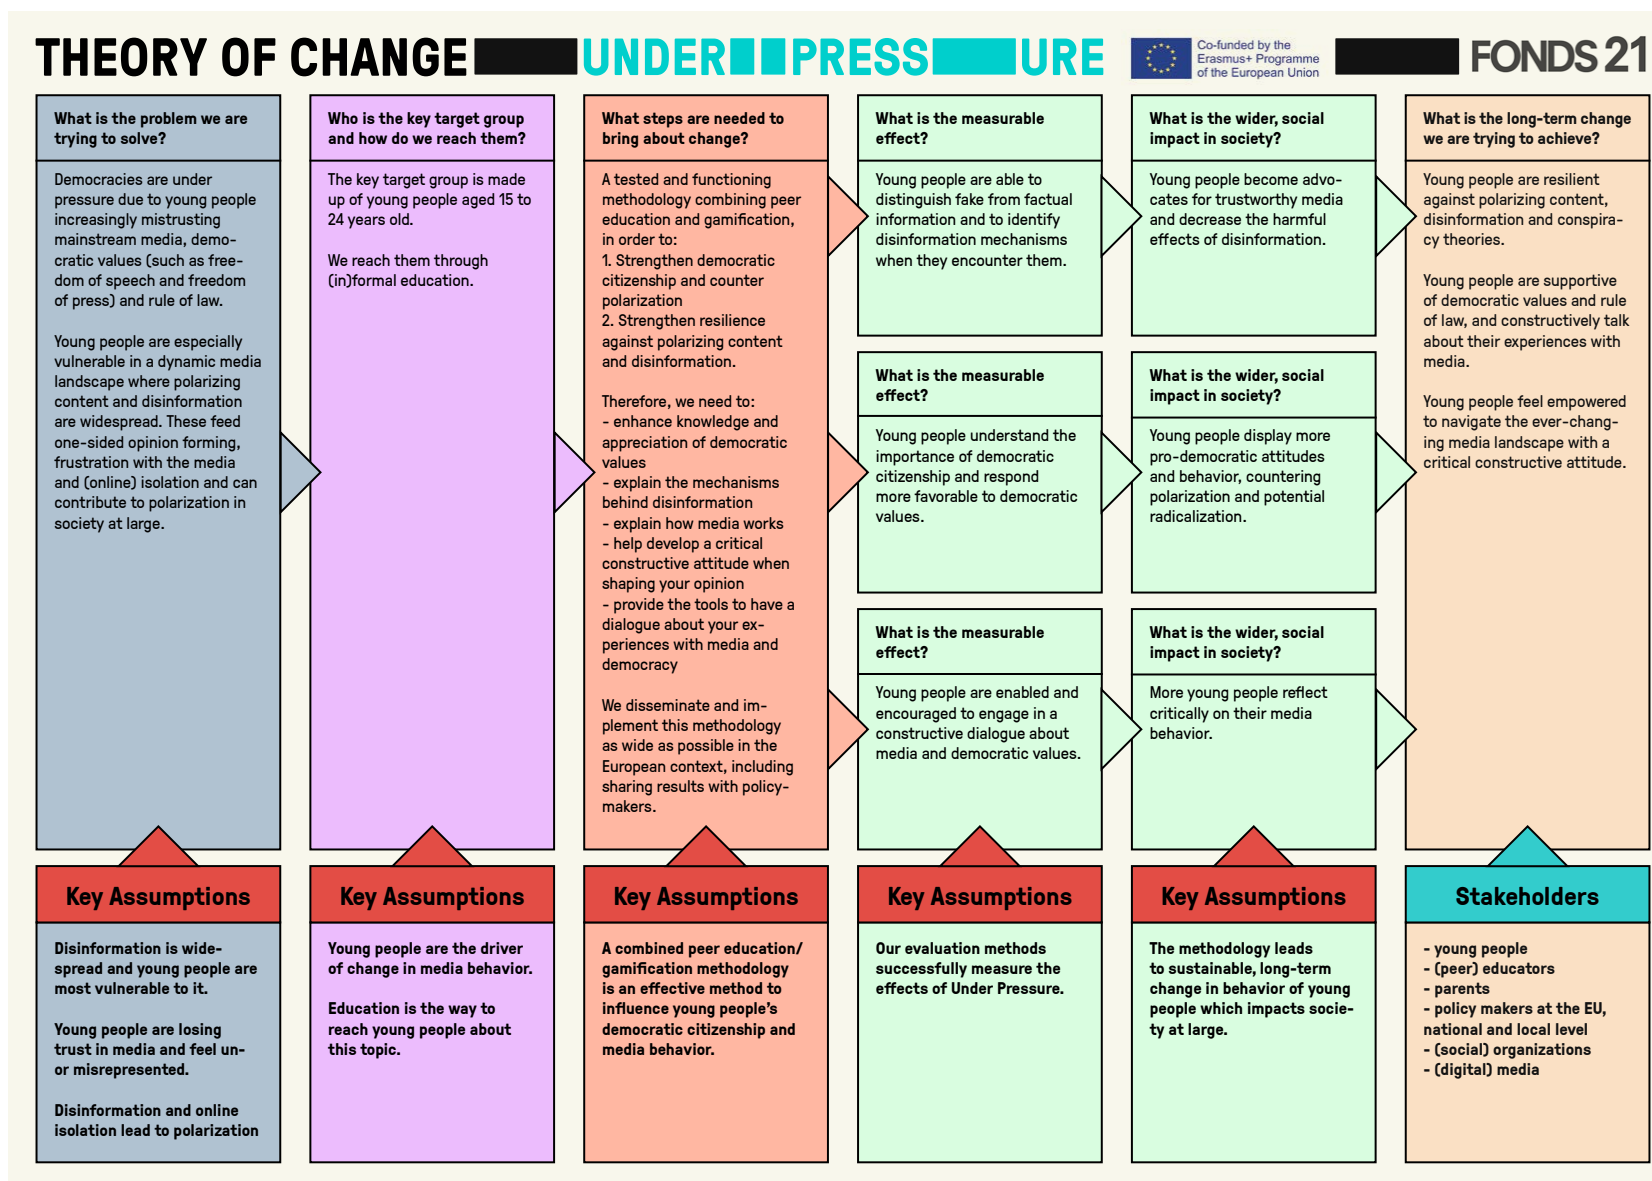 THEORY OF CHANGE
UNDER PRESS URE
Co-funded by the
Erasmus+ Programme
of the European Union
FONDS 21
What is the problem we are
trying to solve?
Democracies are under
pressure due to young people
increasingly mistrusting
mainstream media, demo-
cratic values (such as free-
dom of speech and freedom
of press) and rule of law.
Young people are especially
vulnerable in a dynamic media
landscape where polarizing
content and disinformation
are widespread. These feed
one-sided opinion forming,
frustration with the media
and (online) isolation and can
contribute to polarization in
society at large.
Who is the key target group
and how do we reach them?
The key target group is made
up of young people aged 15 to
24 years old.
We reach them through
(in)formal education.
What steps are needed to
bring about change?
A tested and functioning
methodology combining peer
education and gamification,
in order to:
1. Strengthen democratic
citizenship and counter
polarization
2. Strengthen resilience
against polarizing content
and disinformation.
Therefore, we need to:
- enhance knowledge and
appreciation of democratic
values
- explain the mechanisms
behind disinformation
- explain how media works
- help develop a critical
constructive attitude when
shaping your opinion
- provide the tools to have a
dialogue about your ex-
periences with media and
democracy
We disseminate and im-
plement this methodology
as wide as possible in the
European context, including
sharing results with policy-
makers.
What is the measurable
effect?
Young people are able to
distinguish fake from factual
information and to identify
disinformation mechanisms
when they encounter them.
What is the wider, social
impact in society?
Young people become advo-
cates for trustworthy media
and decrease the harmful
effects of disinformation.
What is the measurable
effect?
Young people understand the
importance of democratic
citizenship and respond
more favorable to democratic
values.
What is the wider, social
impact in society?
Young people display more
pro-democratic attitudes
and behavior, countering
polarization and potential
radicalization.
What is the measurable
effect?
Young people are enabled and
encouraged to engage in a
constructive dialogue about
media and democratic values.
What is the wider, social
impact in society?
More young people reflect
critically on their media
behavior.
What is the long-term change
we are trying to achieve?
Young people are resilient
against polarizing content,
disinformation and conspira-
cy theories.
Young people are supportive
of democratic values and rule
of law, and constructively talk
about their experiences with
media.
Young people feel empowered
to navigate the ever-chang-
ing media landscape with a
critical constructive attitude.
Key Assumptions
Disinformation is wide-
spread and young people are
most vulnerable to it.
Young people are losing
trust in media and feel un-
or misrepresented.
Disinformation and online
isolation lead to polarization
Key Assumptions
Young people are the driver
of change in media behavior.
Education is the way to
reach young people about
this topic.
Key Assumptions
A combined peer education/
gamification methodology
is an effective method to
influence young people's
democratic citizenship and
media behavior.
Key Assumptions
Our evaluation methods
successfully measure the
effects of Under Pressure.
Key Assumptions
The methodology leads
to sustainable, long-term
change in behavior of young
people which impacts socie-
ty at large.
Stakeholders
- young people
- (peer) educators
- parents
- policy makers at the EU,
national and local level
- (social) organizations
- (digital) media